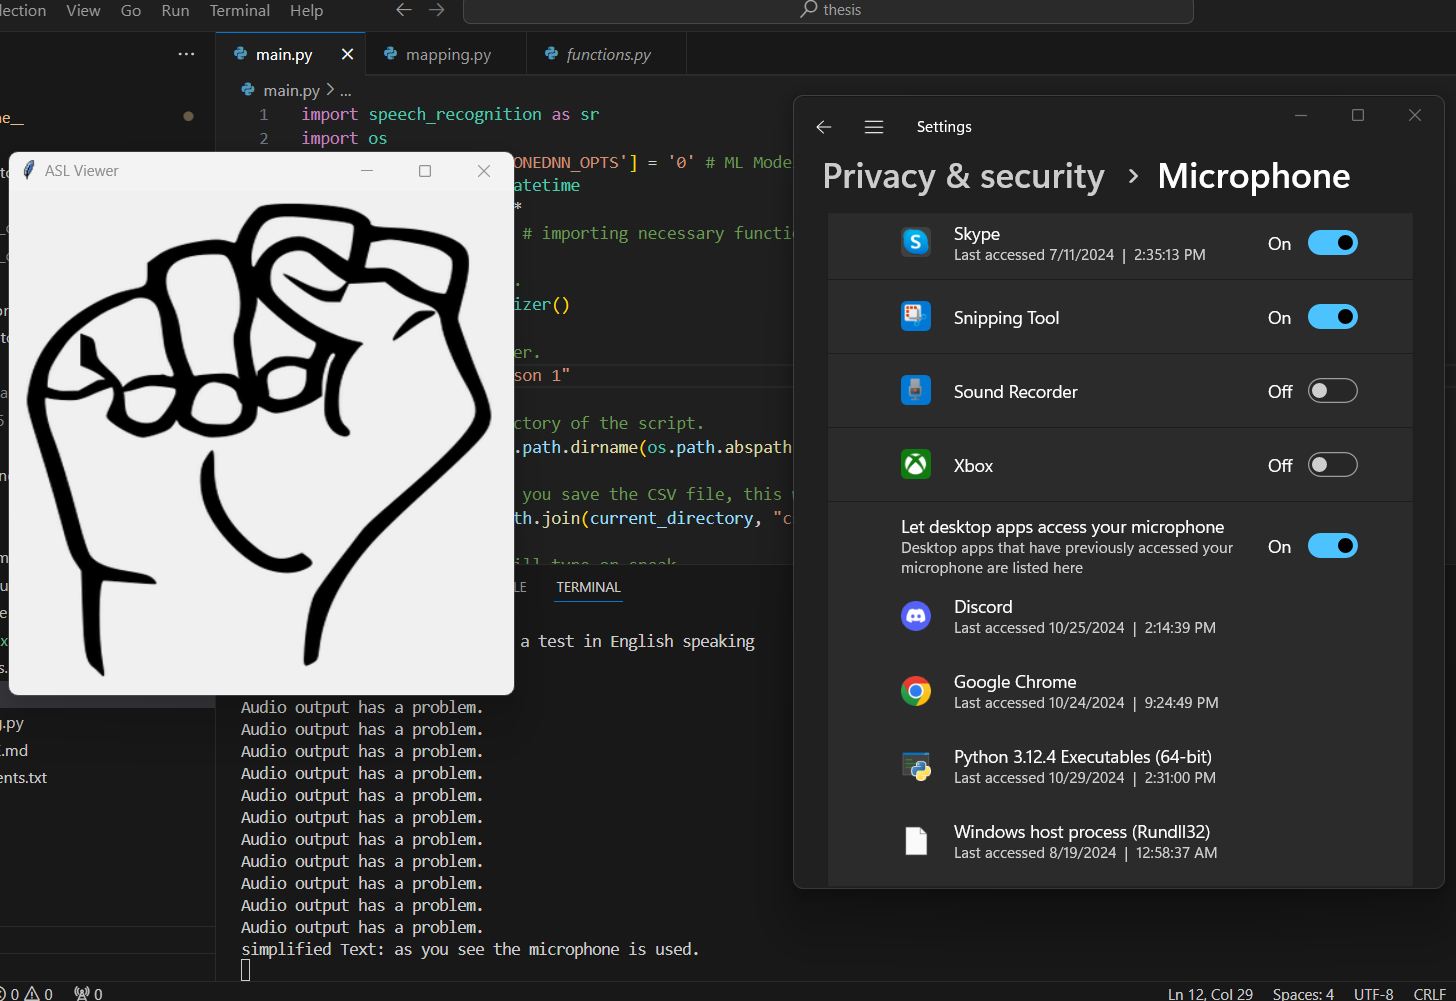 View Go Run Terminal Help
thesis
main.py
mapping.py
functions.py
main.py > ...
1 import speech_recognition as sr
2 import os
ONEDNN_OPTS'] = '0' # ML Mode
atetime
*
# importing necessary functi
.
izer()
er.
son 1"
ctory of the script.
.path.dirname(os.path.abspath
you save the CSV file, this
th.join(current_directory, "c
ASL Viewer
TERMINAL
a test in English speaking
Audio output has a problem.
Audio output has a problem.
Audio output has a problem.
Audio output has a problem.
Audio output has a problem.
Audio output has a problem.
Audio output has a problem.
Audio output has a problem.
Audio output has a problem.
Audio output has a problem.
Audio output has a problem.
simplified Text: as you see the microphone is used.
.py
.md
ents.txt
Settings
Privacy & security > Microphone
Skype
On
Last accessed 7/11/2024 | 2:35:13 PM
Snipping Tool
On
Sound Recorder
Off
Xbox
Off
Let desktop apps access your microphone
On
Desktop apps that have previously accessed your
microphone are listed here
Discord
Last accessed 10/25/2024 | 2:14:39 PM
Google Chrome
Last accessed 10/24/2024 | 9:24:49 PM
Python 3.12.4 Executables (64-bit)
Last accessed 10/29/2024 | 2:31:00 PM
Windows host process (Rundll32)
Last accessed 8/19/2024 | 12:58:37 AM
0 0 0
Ln 12, Col 29 Spaces: 4 UTF-8 CRLF